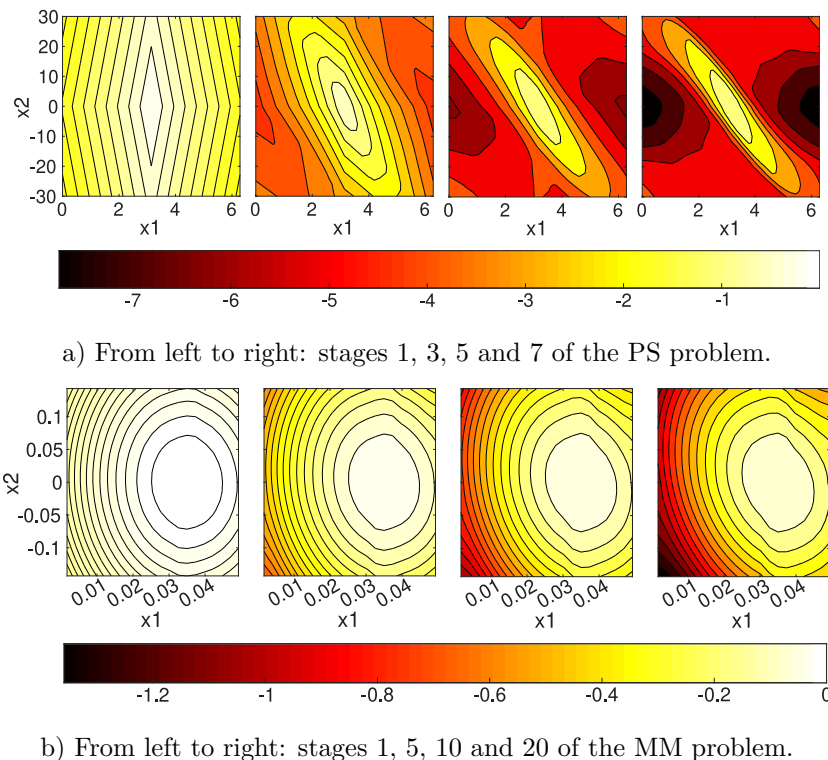 30
20
10
0
-10
-20
-30
x2
0 2 4 6
x1
0 2 4 6
x1
0 2 4 6
x1
0 2 4 6
x1
-7 -6 -5 -4 -3 -2 -1
a) From left to right: stages 1, 3, 5 and 7 of the PS problem.
0.1
0.05
0
-0.05
-0.1
x2
0.01 0.02 0.03 0.04
x1
0.01 0.02 0.03 0.04
x1
0.01 0.02 0.03 0.04
x1
0.01 0.02 0.03 0.04
x1
-1.2 -1 -0.8 -0.6 -0.4 -0.2 0
b) From left to right: stages 1, 5, 10 and 20 of the MM problem.